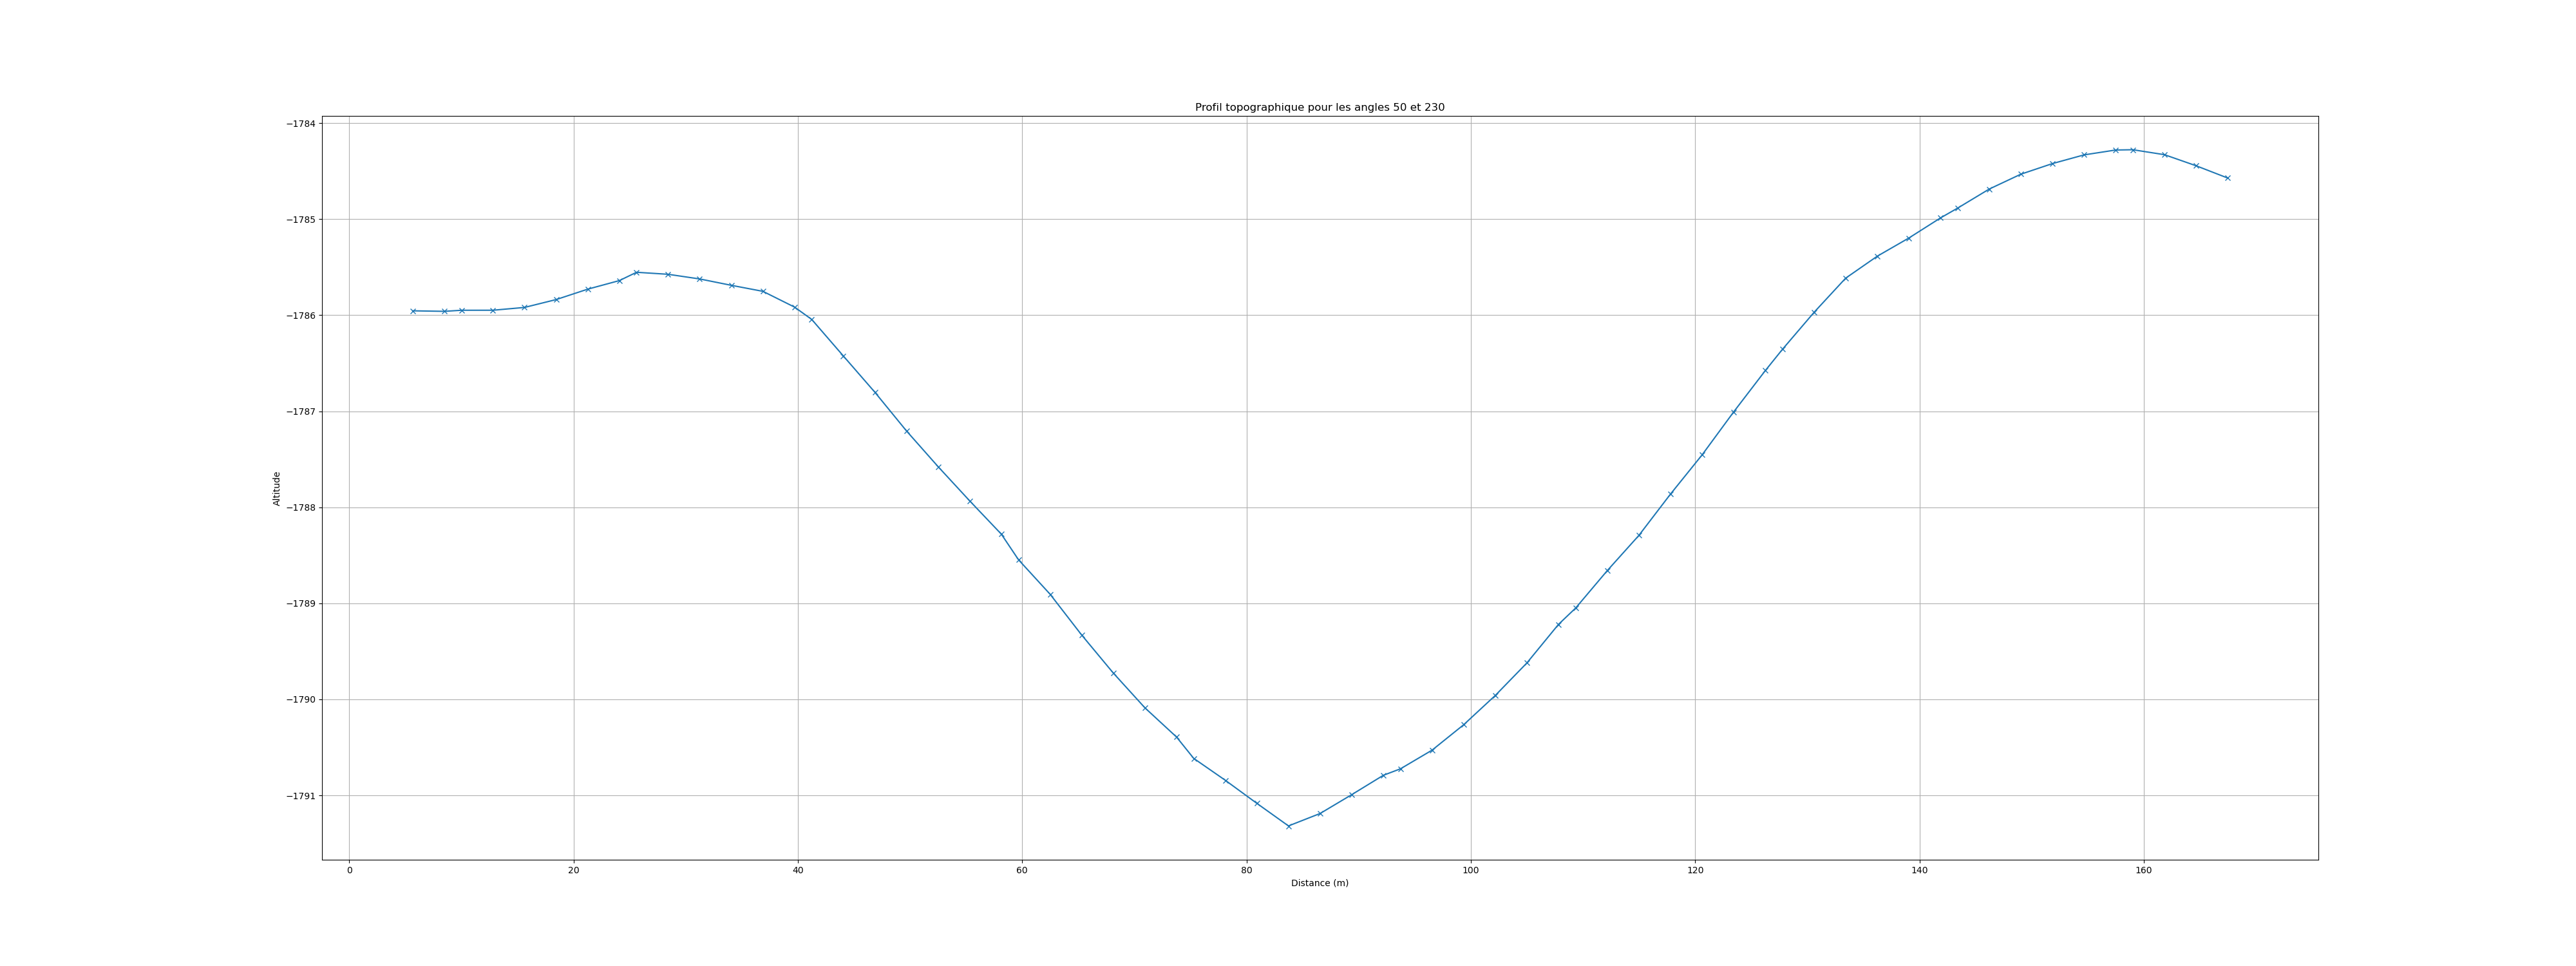 Profil topographique pour les angles 50 et 230
−1784
−1785
−1786
−1787
−1788
−1789
−1790
−1791
Altitude
0 20 40 60 80 100 120 140 160
Distance (m)